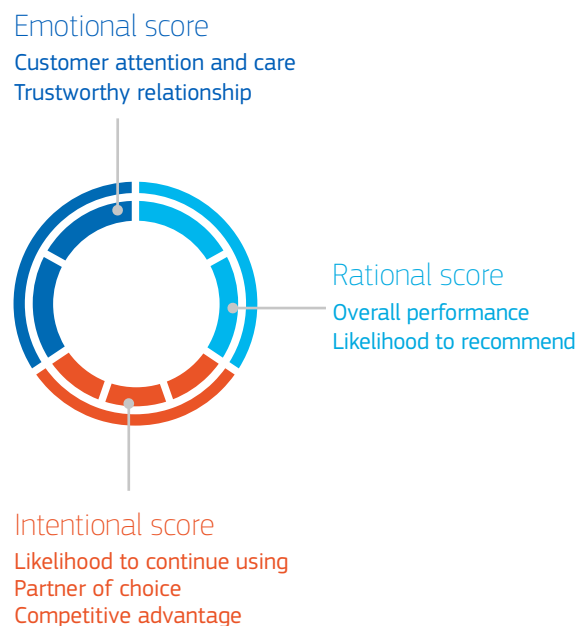 Emotional score
Customer attention and care
Trustworthy relationship
Rational score
Overall performance
Likelihood to recommend
Intentional score
Likelihood to continue using
Partner of choice
Competitive advantage